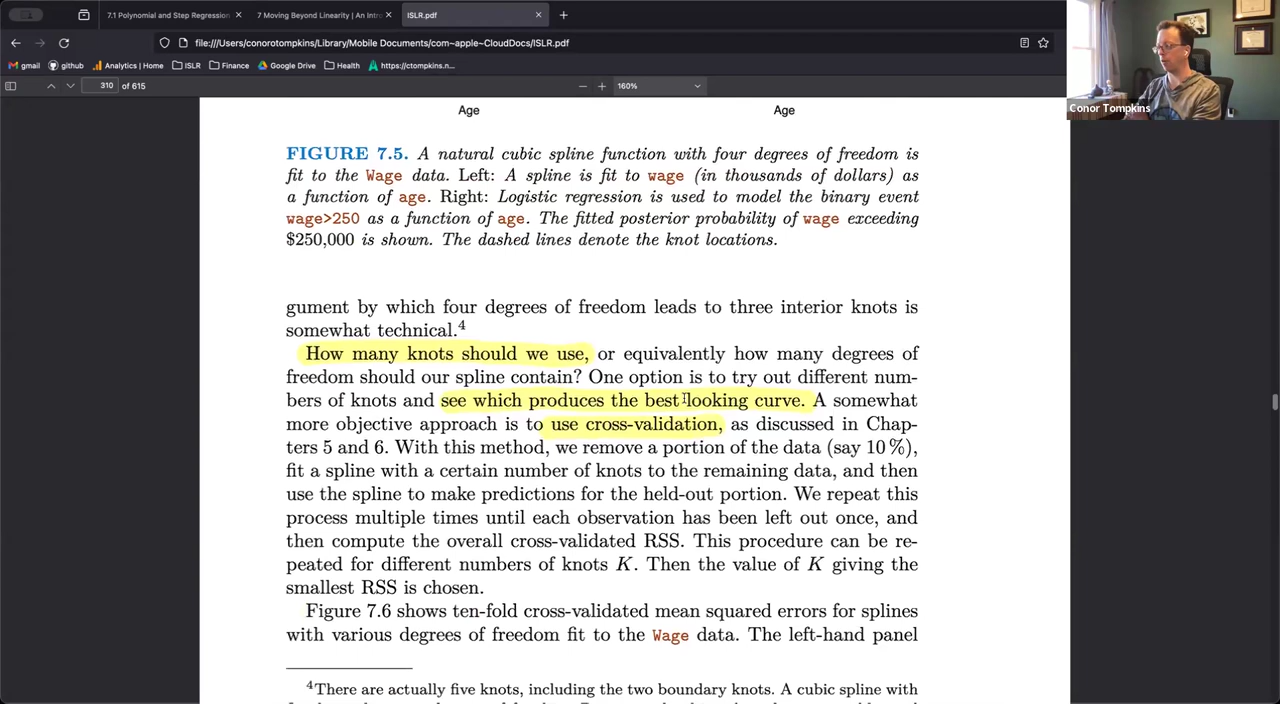 7.1 Polynomial and Step Regression
7 Moving Beyond Linearity | An Intr
ISLR.pdf
file:///Users/conorotompkins/Library/Mobile Documents/com~apple~CloudDocs/ISLR.pdf
gmail github Analytics | Home ISLR Finance Google Drive Health https://ctompkins.n...
310 of 615
160%
Conor Tompkins
Age Age
FIGURE 7.5. A natural cubic spline function with four degrees of freedom is
fit to the Wage data. Left: A spline is fit to wage (in thousands of dollars) as
a function of age. Right: Logistic regression is used to model the binary event
wage>250 as a function of age. The fitted posterior probability of wage exceeding
$250,000 is shown. The dashed lines denote the knot locations.
gument by which four degrees of freedom leads to three interior knots is
somewhat technical.⁴
How many knots should we use, or equivalently how many degrees of
freedom should our spline contain? One option is to try out different num-
bers of knots and see which produces the best looking curve. A somewhat
more objective approach is to use cross-validation, as discussed in Chap-
ters 5 and 6. With this method, we remove a portion of the data (say 10 %),
fit a spline with a certain number of knots to the remaining data, and then
use the spline to make predictions for the held-out portion. We repeat this
process multiple times until each observation has been left out once, and
then compute the overall cross-validated RSS. This procedure can be re-
peated for different numbers of knots K. Then the value of K giving the
smallest RSS is chosen.
Figure 7.6 shows ten-fold cross-validated mean squared errors for splines
with various degrees of freedom fit to the Wage data. The left-hand panel
⁴There are actually five knots, including the two boundary knots. A cubic spline with